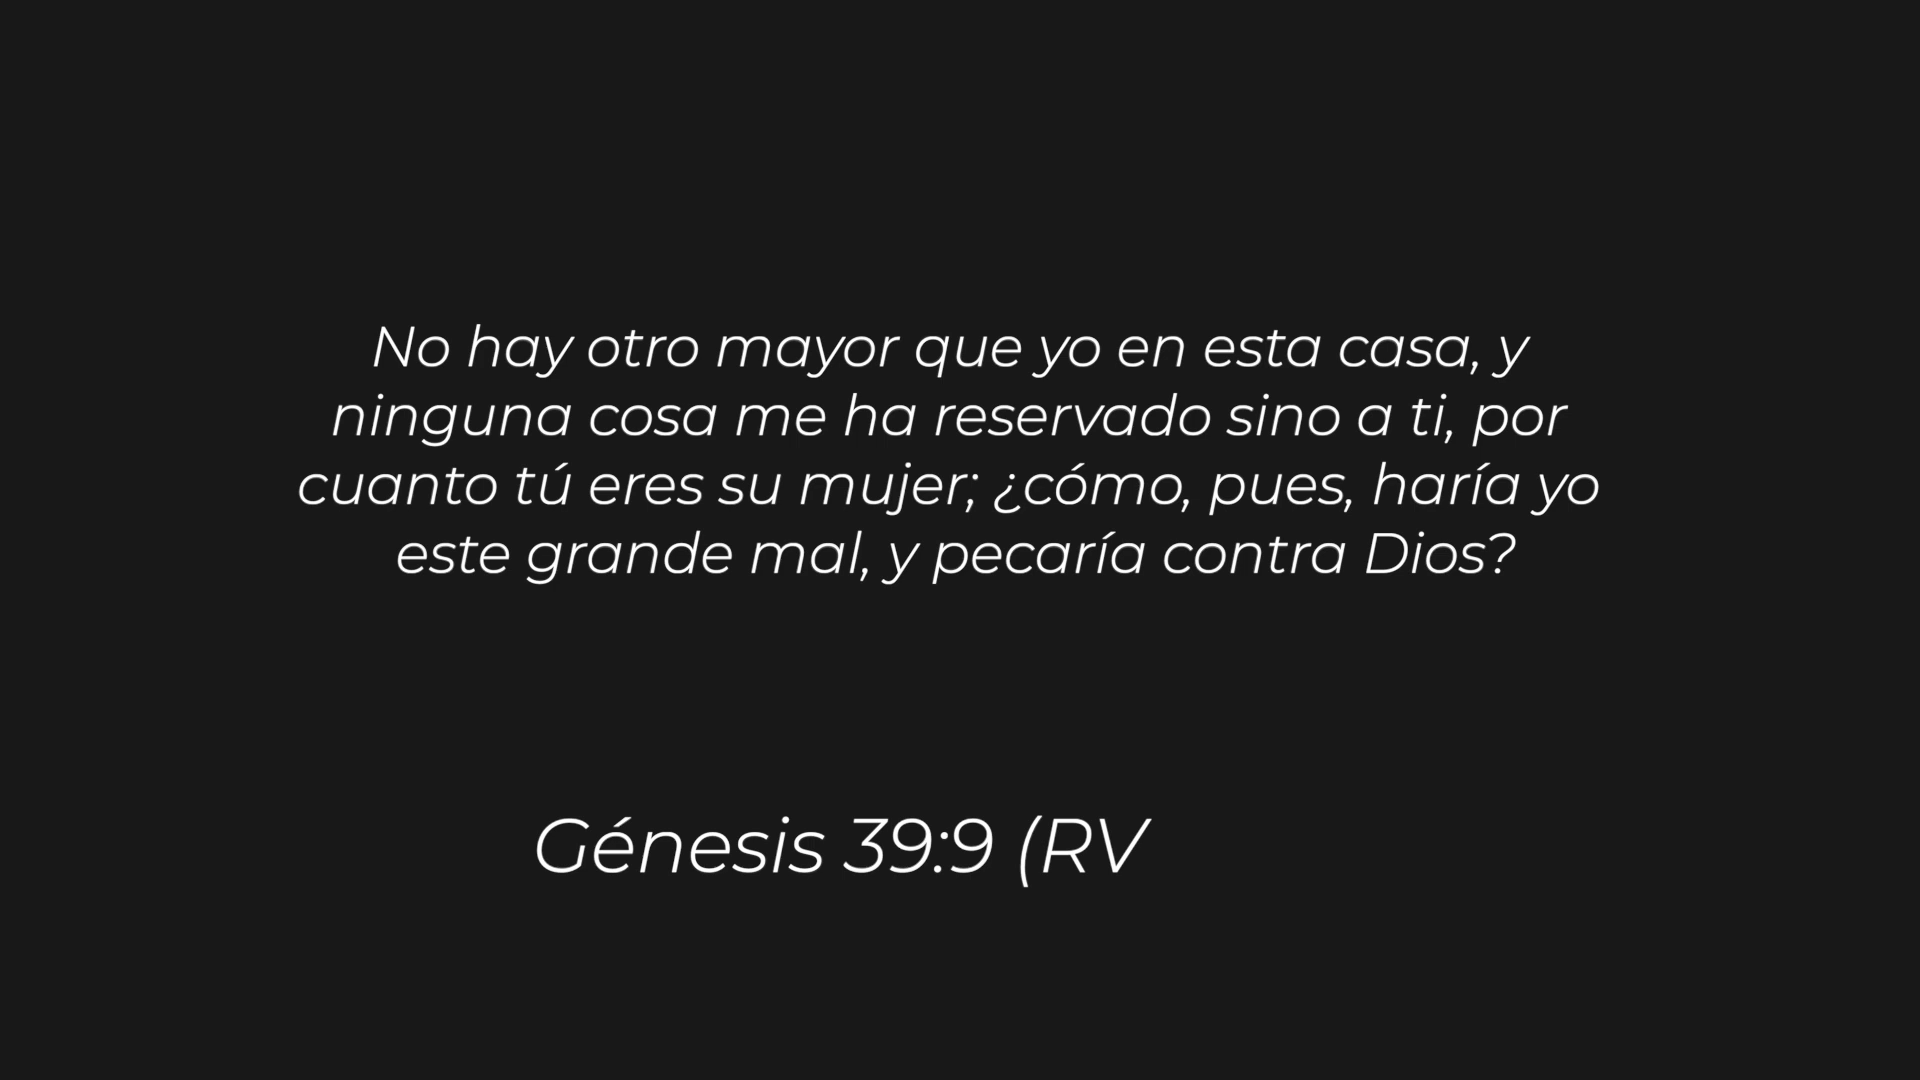 No hay otro mayor que yo en esta casa, y
ninguna cosa me ha reservado sino a ti, por
cuanto tú eres su mujer; ¿cómo, pues, haría yo
este grande mal, y pecaría contra Dios?
Génesis 39:9 (RV